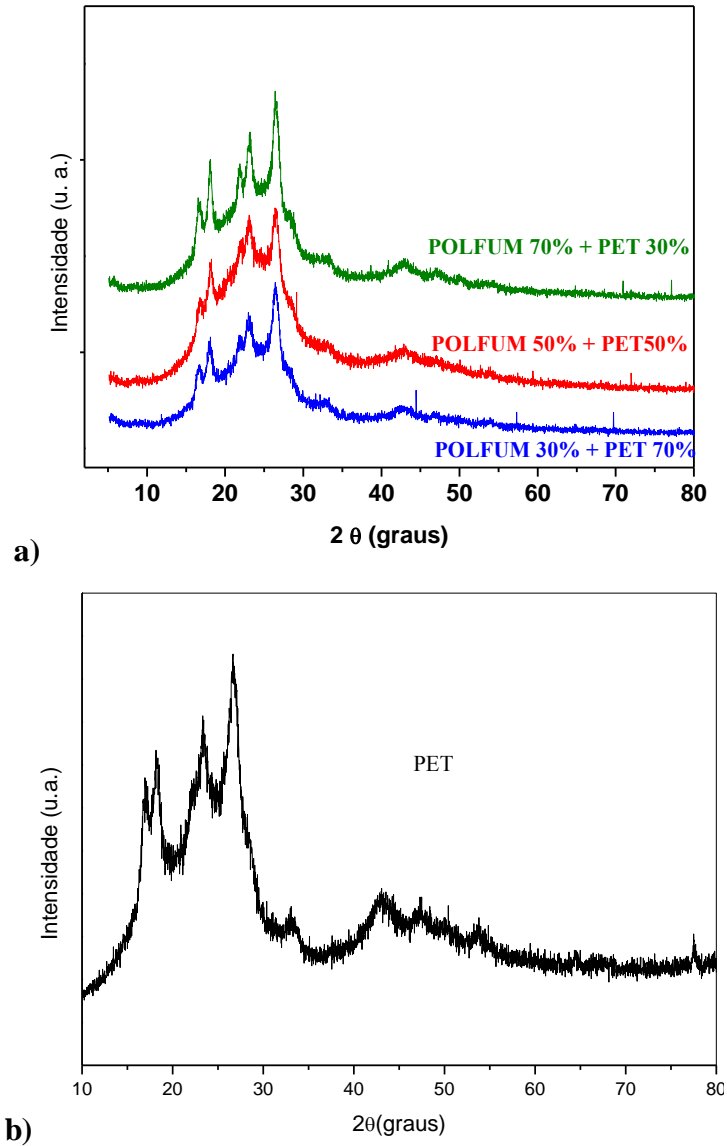 Intensidade (u. a.)
POLFUM 70% + PET 30%
POLFUM 50% + PET50%
POLFUM 30% + PET 70%
10 20 30 40 50 60 70 80
2 θ (graus)
a)
Intensidade (u.a.)
PET
10 20 30 40 50 60 70 80
2θ(graus)
b)